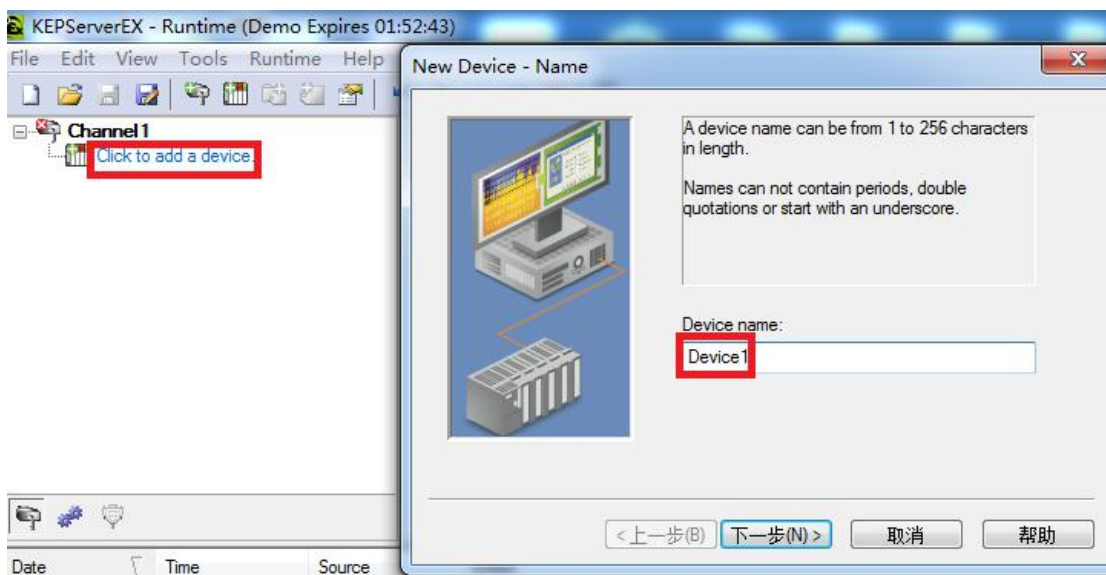 KEPServerEX - Runtime (Demo Expires 01:52:43)
File Edit View Tools Runtime Help
Channel1
Click to add a device.
New Device - Name
A device name can be from 1 to 256 characters
in length.
Names can not contain periods, double
quotations or start with an underscore.
Device name:
Device1
<上一步(B) 下一步(N) > 取消 帮助
Date Time Source